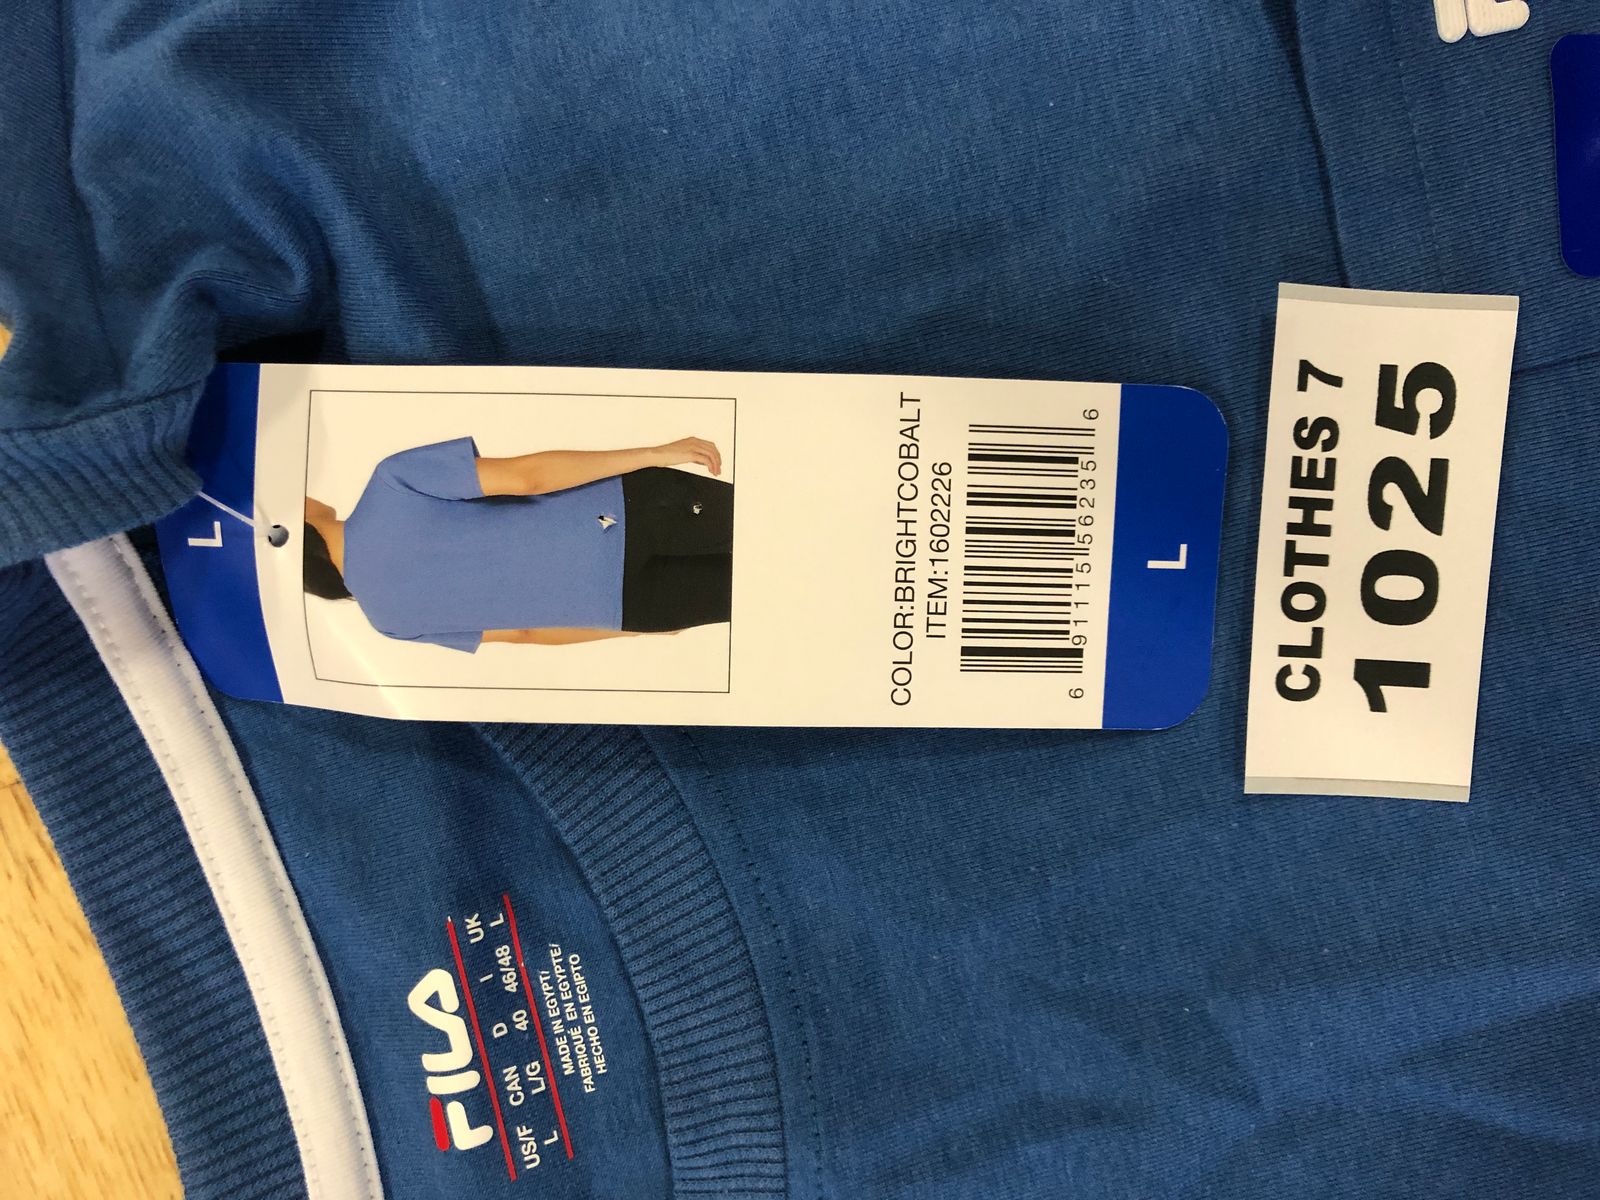 L
COLOR:BRIGHTCOBALT
ITEM:1602226
6 91115 56235 6
L
CLOTHES 7
1025
FILA
US/F CAN D I UK
L L/G 40 46/48 L
MADE IN EGYPT/
FABRIQUÉ EN EGYPTE/
HECHO EN EGIPTO